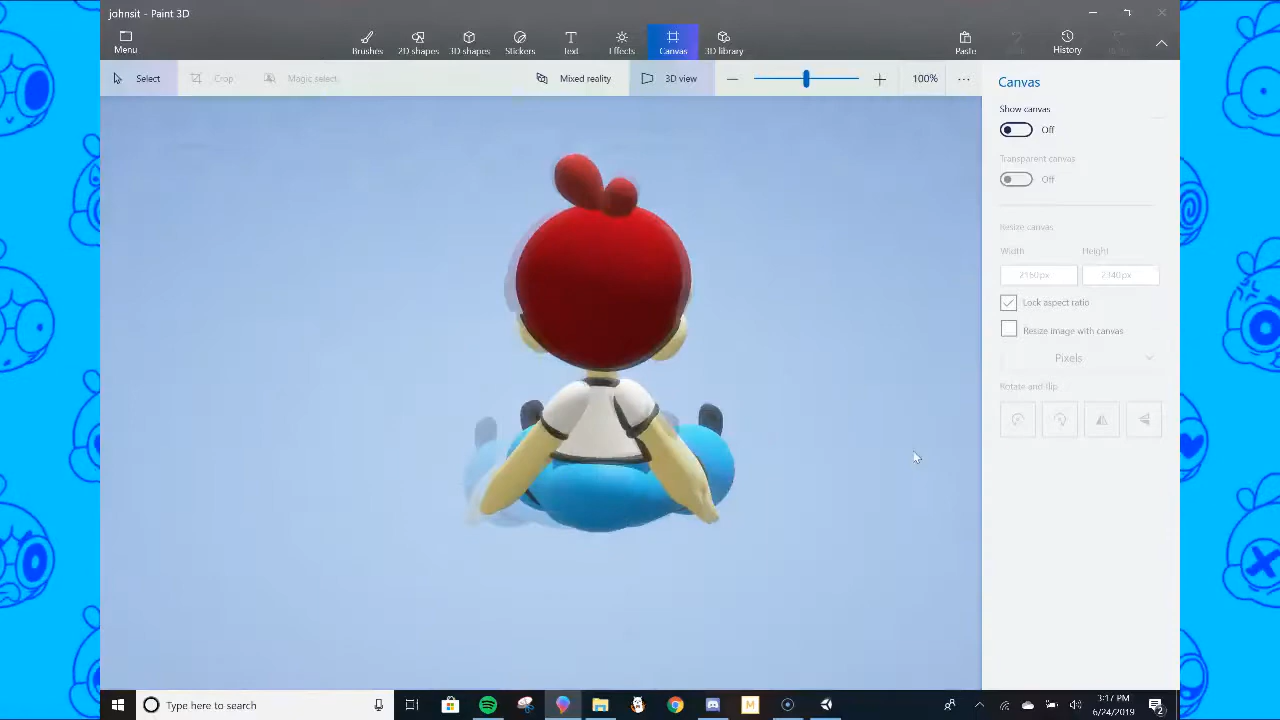 johnsit - Paint 3D
Menu
Brushes
2D shapes
3D shapes
Stickers
Text
Effects
Canvas
3D library
Paste
History
Select
Crop
Magic select
Mixed reality
3D view
100%
Canvas
Show canvas
Off
Transparent canvas
Off
Resize canvas
Width
Height
2150px
2340px
Lock aspect ratio
Resize image with canvas
Pixels
Rotate and flip
Type here to search
M
3:17 PM
6/24/2019
2